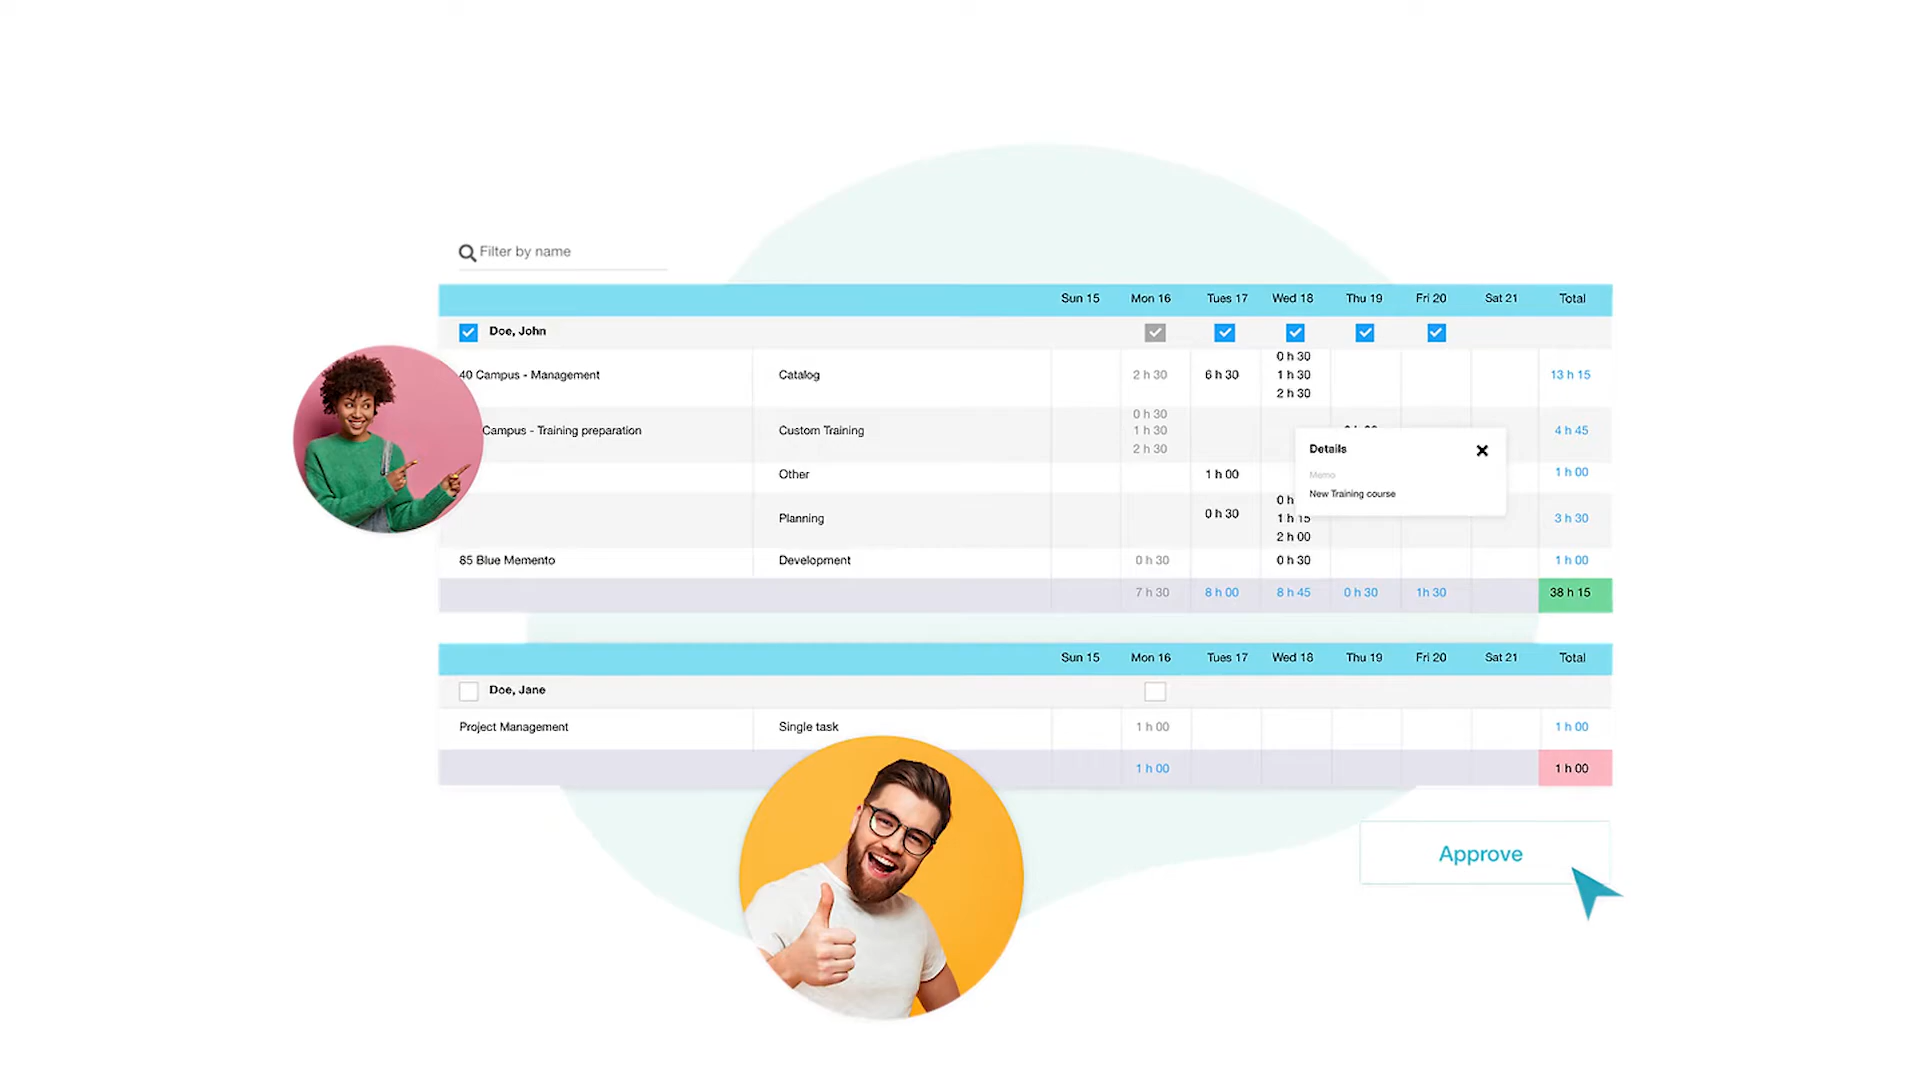 Filter by name
Sun 15 Mon 16 Tues 17 Wed 18 Thu 19 Fri 20 Sat 21 Total
Doe, John
40 Campus - Management Catalog 2 h 30 6 h 30 0 h 30 1 h 30 2 h 30 13 h 15
Campus - Training preparation Custom Training 0 h 30 1 h 30 2 h 30 4 h 45
Details
Memo
New Training course
Other 1 h 00 1 h 00
Planning 0 h 30 0 h 1 h 15 2 h 00 3 h 30
85 Blue Memento Development 0 h 30 0 h 30 1 h 00
7 h 30 8 h 00 8 h 45 0 h 30 1h 30 38 h 15
Sun 15 Mon 16 Tues 17 Wed 18 Thu 19 Fri 20 Sat 21 Total
Doe, Jane
Project Management Single task 1 h 00 1 h 00
1 h 00 1 h 00
Approve